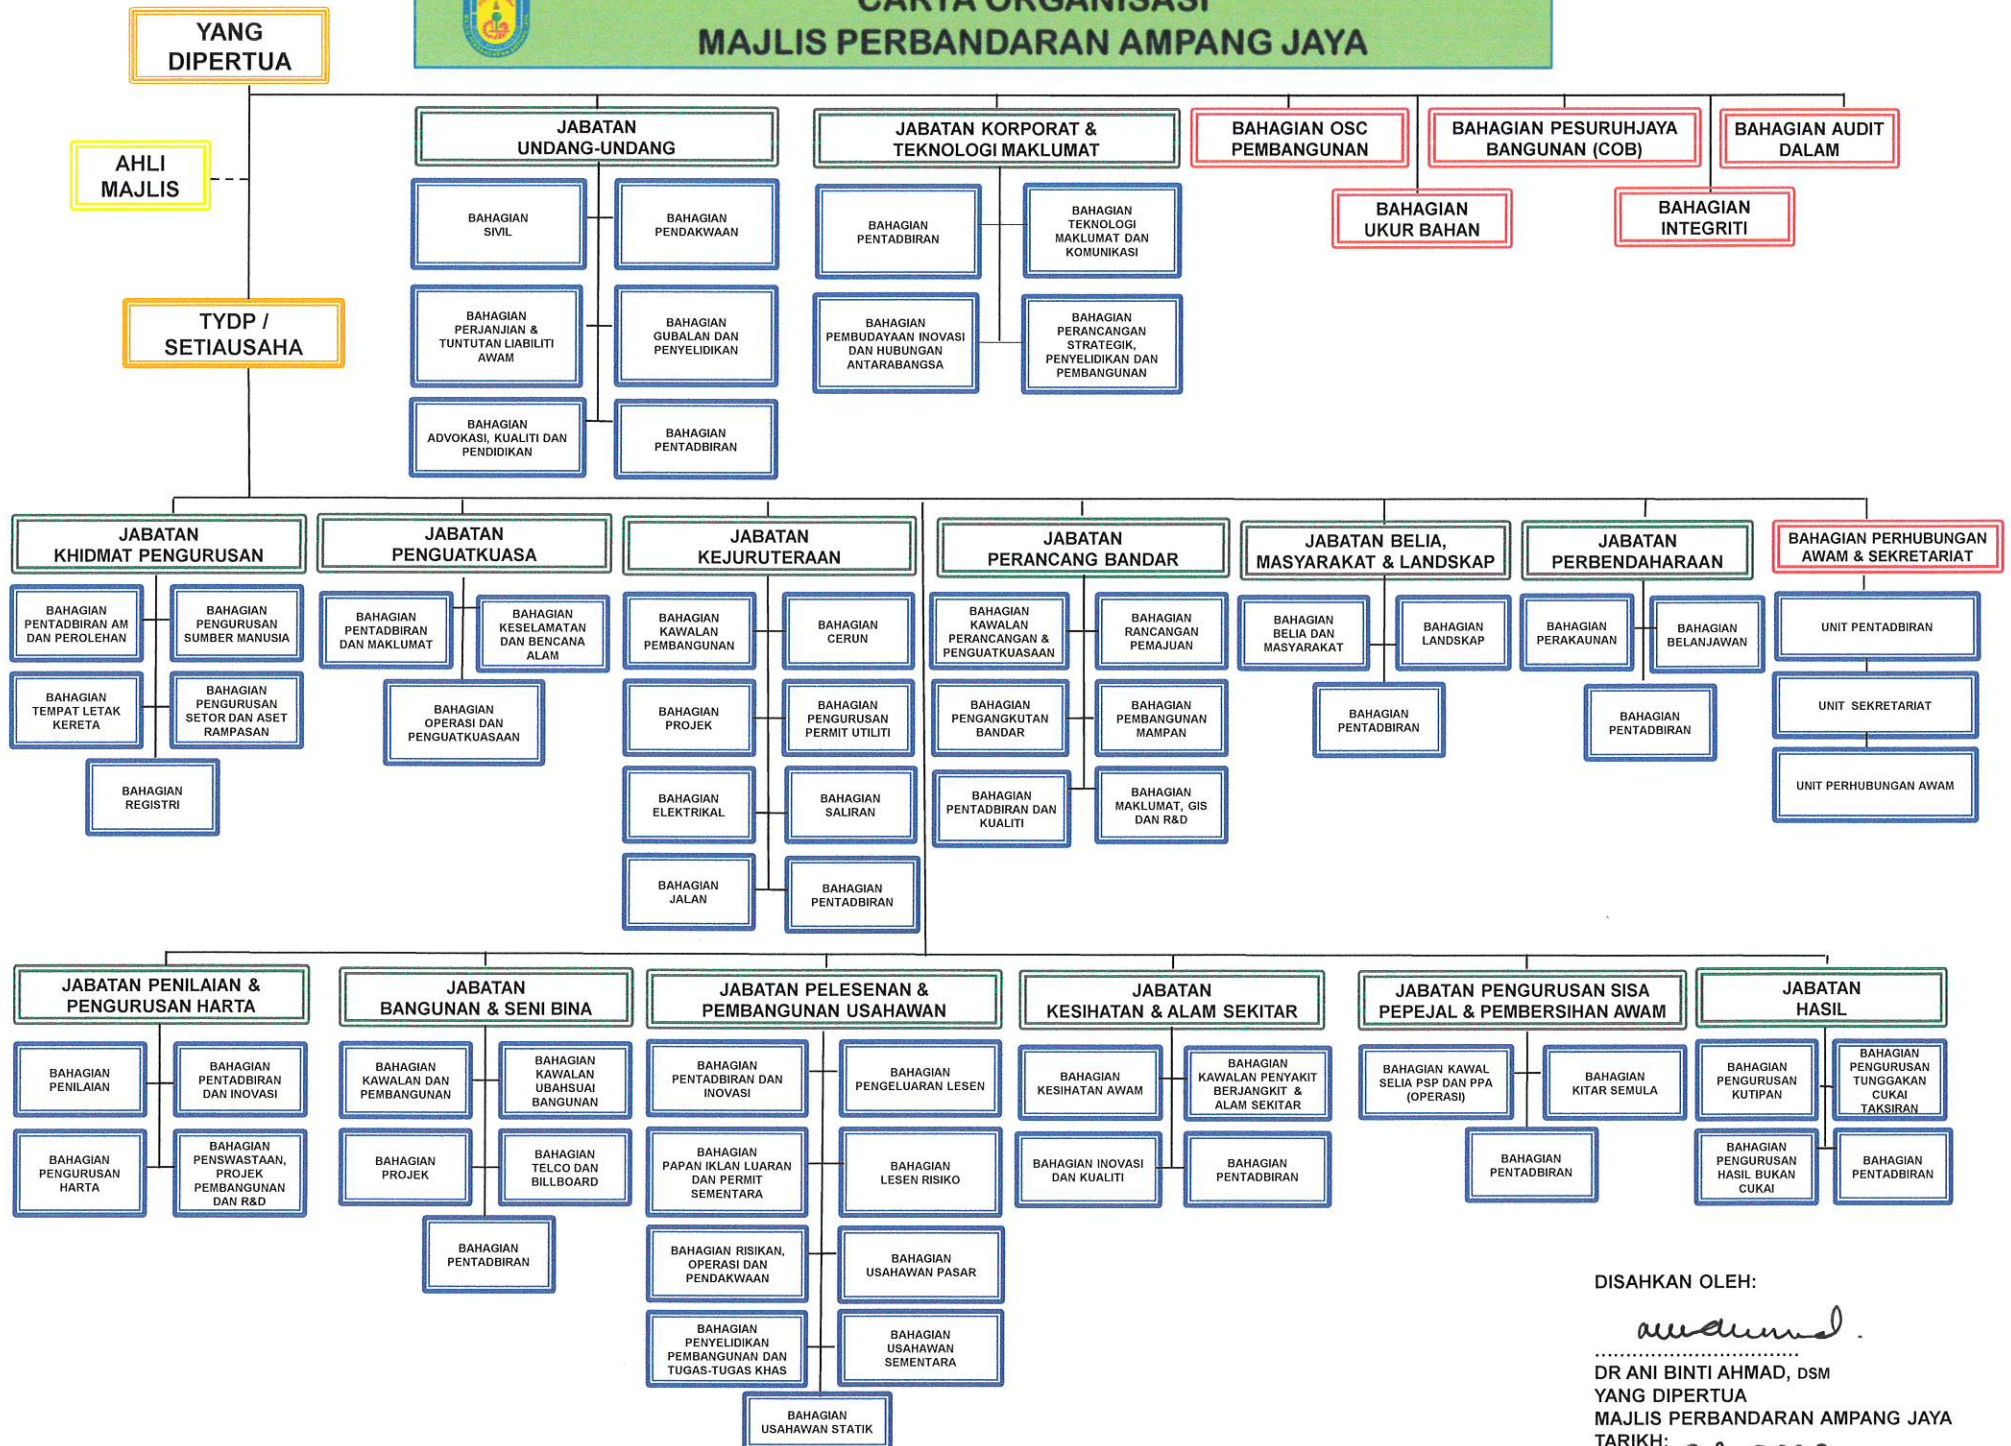 CARTA ORGANISASI
MAJLIS PERBANDARAN AMPANG JAYA
YANG
DIPERTUA
AHLI
MAJLIS
TYDP /
SETIAUSAHA
JABATAN
UNDANG-UNDANG
BAHAGIAN
SIVIL
BAHAGIAN
PENDAKWAAN
BAHAGIAN
PERJANJIAN &
TUNTUTAN LIABILITI
AWAM
BAHAGIAN
GUBALAN DAN
PENYELIDIKAN
BAHAGIAN
ADVOKASI, KUALITI DAN
PENDIDIKAN
BAHAGIAN
PENTADBIRAN
JABATAN KORPORAT &
TEKNOLOGI MAKLUMAT
BAHAGIAN
PENTADBIRAN
BAHAGIAN
TEKNOLOGI
MAKLUMAT DAN
KOMUNIKASI
BAHAGIAN
PEMBUDAYAAN INOVASI
DAN HUBUNGAN
ANTARABANGSA
BAHAGIAN
PERANCANGAN
STRATEGIK,
PENYELIDIKAN DAN
PEMBANGUNAN
BAHAGIAN OSC
PEMBANGUNAN
BAHAGIAN
UKUR BAHAN
BAHAGIAN PESURUHJAYA
BANGUNAN (COB)
BAHAGIAN
INTEGRITI
BAHAGIAN AUDIT
DALAM
JABATAN
KHIDMAT PENGURUSAN
BAHAGIAN
PENTADBIRAN AM
DAN PEROLEHAN
BAHAGIAN
PENGURUSAN
SUMBER MANUSIA
BAHAGIAN
TEMPAT LETAK
KERETA
BAHAGIAN
PENGURUSAN
SETOR DAN ASET
RAMPASAN
BAHAGIAN
REGISTRI
JABATAN
PENGUATKUASA
BAHAGIAN
PENTADBIRAN
DAN MAKLUMAT
BAHAGIAN
KESELAMATAN
DAN BENCANA
ALAM
BAHAGIAN
OPERASI DAN
PENGUATKUASAAN
JABATAN
KEJURUTERAAN
BAHAGIAN
KAWALAN
PEMBANGUNAN
BAHAGIAN
CERUN
BAHAGIAN
PROJEK
BAHAGIAN
PENGURUSAN
PERMIT UTILITI
BAHAGIAN
ELEKTRIKAL
BAHAGIAN
SALIRAN
BAHAGIAN
JALAN
BAHAGIAN
PENTADBIRAN
JABATAN
PERANCANG BANDAR
BAHAGIAN
KAWALAN
PERANCANGAN &
PENGUATKUASAAN
BAHAGIAN
RANCANGAN
PEMAJUAN
BAHAGIAN
PENGANGKUTAN
BANDAR
BAHAGIAN
PEMBANGUNAN
MAMPAN
BAHAGIAN
PENTADBIRAN DAN
KUALITI
BAHAGIAN
MAKLUMAT, GIS
DAN R&D
JABATAN BELIA,
MASYARAKAT & LANDSKAP
BAHAGIAN
BELIA DAN
MASYARAKAT
BAHAGIAN
LANDSKAP
BAHAGIAN
PENTADBIRAN
JABATAN
PERBENDAHARAAN
BAHAGIAN
PERAKAUNAN
BAHAGIAN
BELANJAWAN
BAHAGIAN
PENTADBIRAN
BAHAGIAN PERHUBUNGAN
AWAM & SEKRETARIAT
UNIT PENTADBIRAN
UNIT SEKRETARIAT
UNIT PERHUBUNGAN AWAM
JABATAN PENILAIAN &
PENGURUSAN HARTA
BAHAGIAN
PENILAIAN
BAHAGIAN
PENTADBIRAN
DAN INOVASI
BAHAGIAN
PENGURUSAN
HARTA
BAHAGIAN
PENSWASTAAN,
PROJEK
PEMBANGUNAN
DAN R&D
JABATAN
BANGUNAN & SENI BINA
BAHAGIAN
KAWALAN DAN
PEMBANGUNAN
BAHAGIAN
KAWALAN
UBAHSUAI
BANGUNAN
BAHAGIAN
PROJEK
BAHAGIAN
TELCO DAN
BILLBOARD
BAHAGIAN
PENTADBIRAN
JABATAN PELESENAN &
PEMBANGUNAN USAHAWAN
BAHAGIAN
PENTADBIRAN DAN
INOVASI
BAHAGIAN
PENGELUARAN LESEN
BAHAGIAN
PAPAN IKLAN LUARAN
DAN PERMIT
SEMENTARA
BAHAGIAN
LESEN RISIKO
BAHAGIAN RISIKAN,
OPERASI DAN
PENDAKWAAN
BAHAGIAN
USAHAWAN PASAR
BAHAGIAN
PENYELIDIKAN
PEMBANGUNAN DAN
TUGAS-TUGAS KHAS
BAHAGIAN
USAHAWAN
SEMENTARA
BAHAGIAN
USAHAWAN STATIK
JABATAN
KESIHATAN & ALAM SEKITAR
BAHAGIAN
KESIHATAN AWAM
BAHAGIAN
KAWALAN PENYAKIT
BERJANGKIT &
ALAM SEKITAR
BAHAGIAN INOVASI
DAN KUALITI
BAHAGIAN
PENTADBIRAN
JABATAN PENGURUSAN SISA
PEPEJAL & PEMBERSIHAN AWAM
BAHAGIAN KAWAL
SELIA PSP DAN PPA
(OPERASI)
BAHAGIAN
KITAR SEMULA
BAHAGIAN
PENTADBIRAN
JABATAN
HASIL
BAHAGIAN
PENGURUSAN
KUTIPAN
BAHAGIAN
PENGURUSAN
TUNGGAKAN
CUKAI
TAKSIRAN
BAHAGIAN
PENGURUSAN
HASIL BUKAN
CUKAI
BAHAGIAN
PENTADBIRAN
DISAHKAN OLEH:
DR ANI BINTI AHMAD, DSM
YANG DIPERTUA
MAJLIS PERBANDARAN AMPANG JAYA
TARIKH: